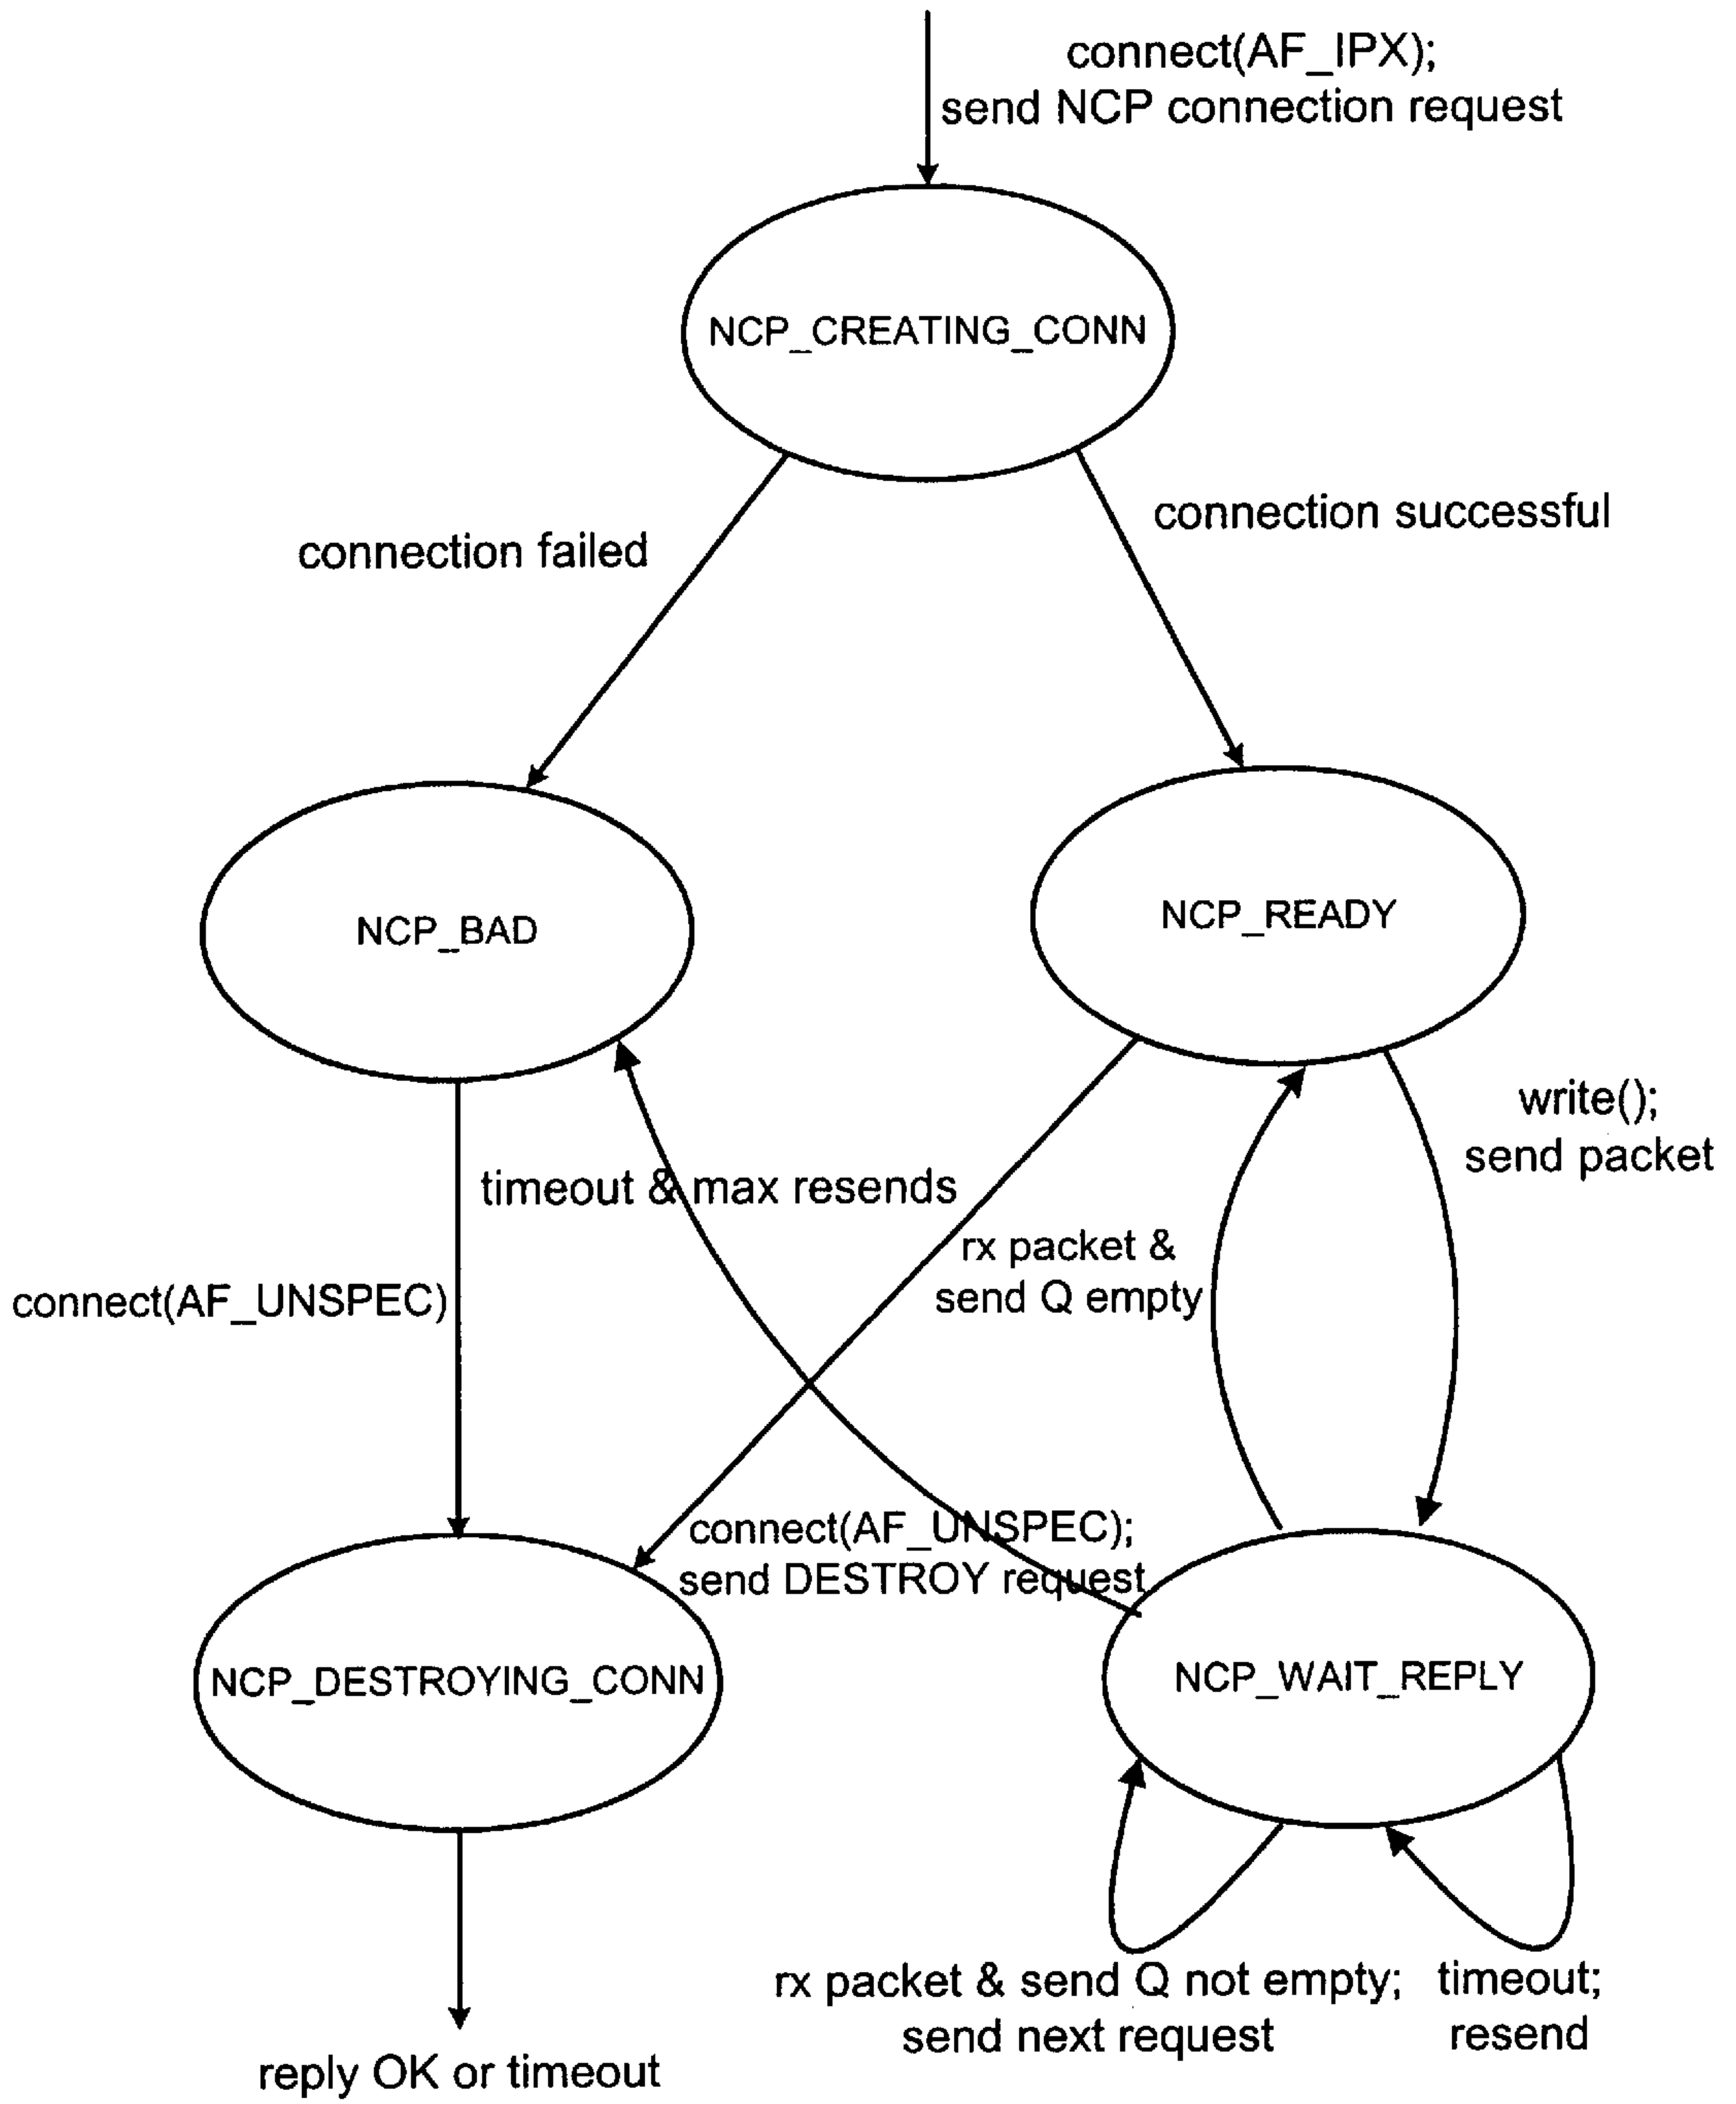 connect(AF_IPX);
send NCP connection request
NCP_CREATING_CONN
connection successful
connection failed
NCP_READY
NCP_BAD
write();
send packet
timeout & max resends
rx packet &
send Q empty
connect(AF_UNSPEC)
connect(AF_UNSPEC);
send DESTROY request
NCP_DESTROYING_CONN
NCP_WAIT_REPLY
rx packet & send Q not empty;
send next request
timeout;
resend
reply OK or timeout